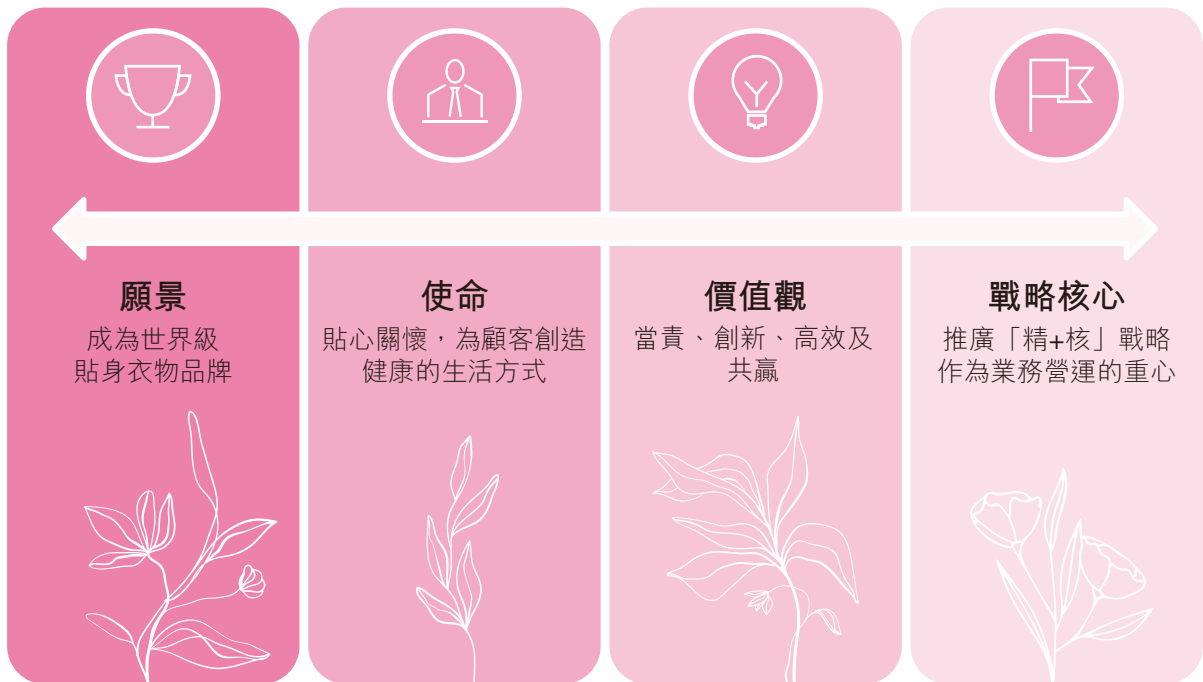 願景
成為世界級
貼身衣物品牌
使命
貼心關懷，為顧客創造
健康的生活方式
價值觀
當責、創新、高效及
共贏
戰略核心
推廣「精+核」戰略
作為業務營運的重心